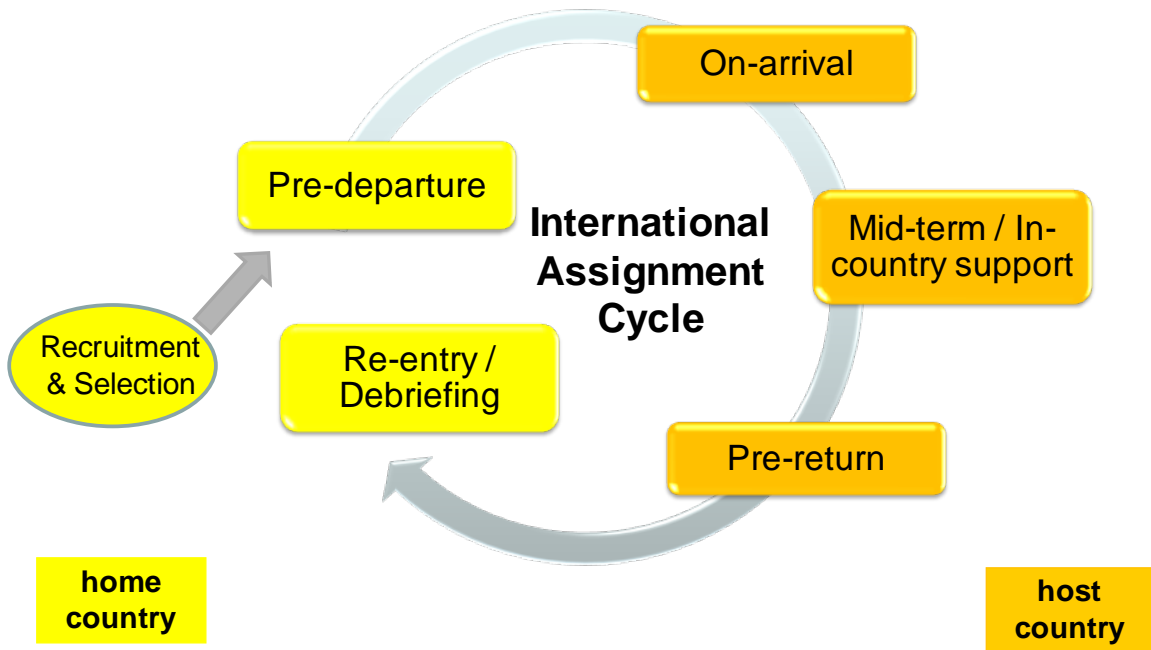 On-arrival
Pre-departure
Mid-term / In-
country support
International
Assignment
Cycle
Recruitment
& Selection
Re-entry /
Debriefing
Pre-return
home
country
host
country